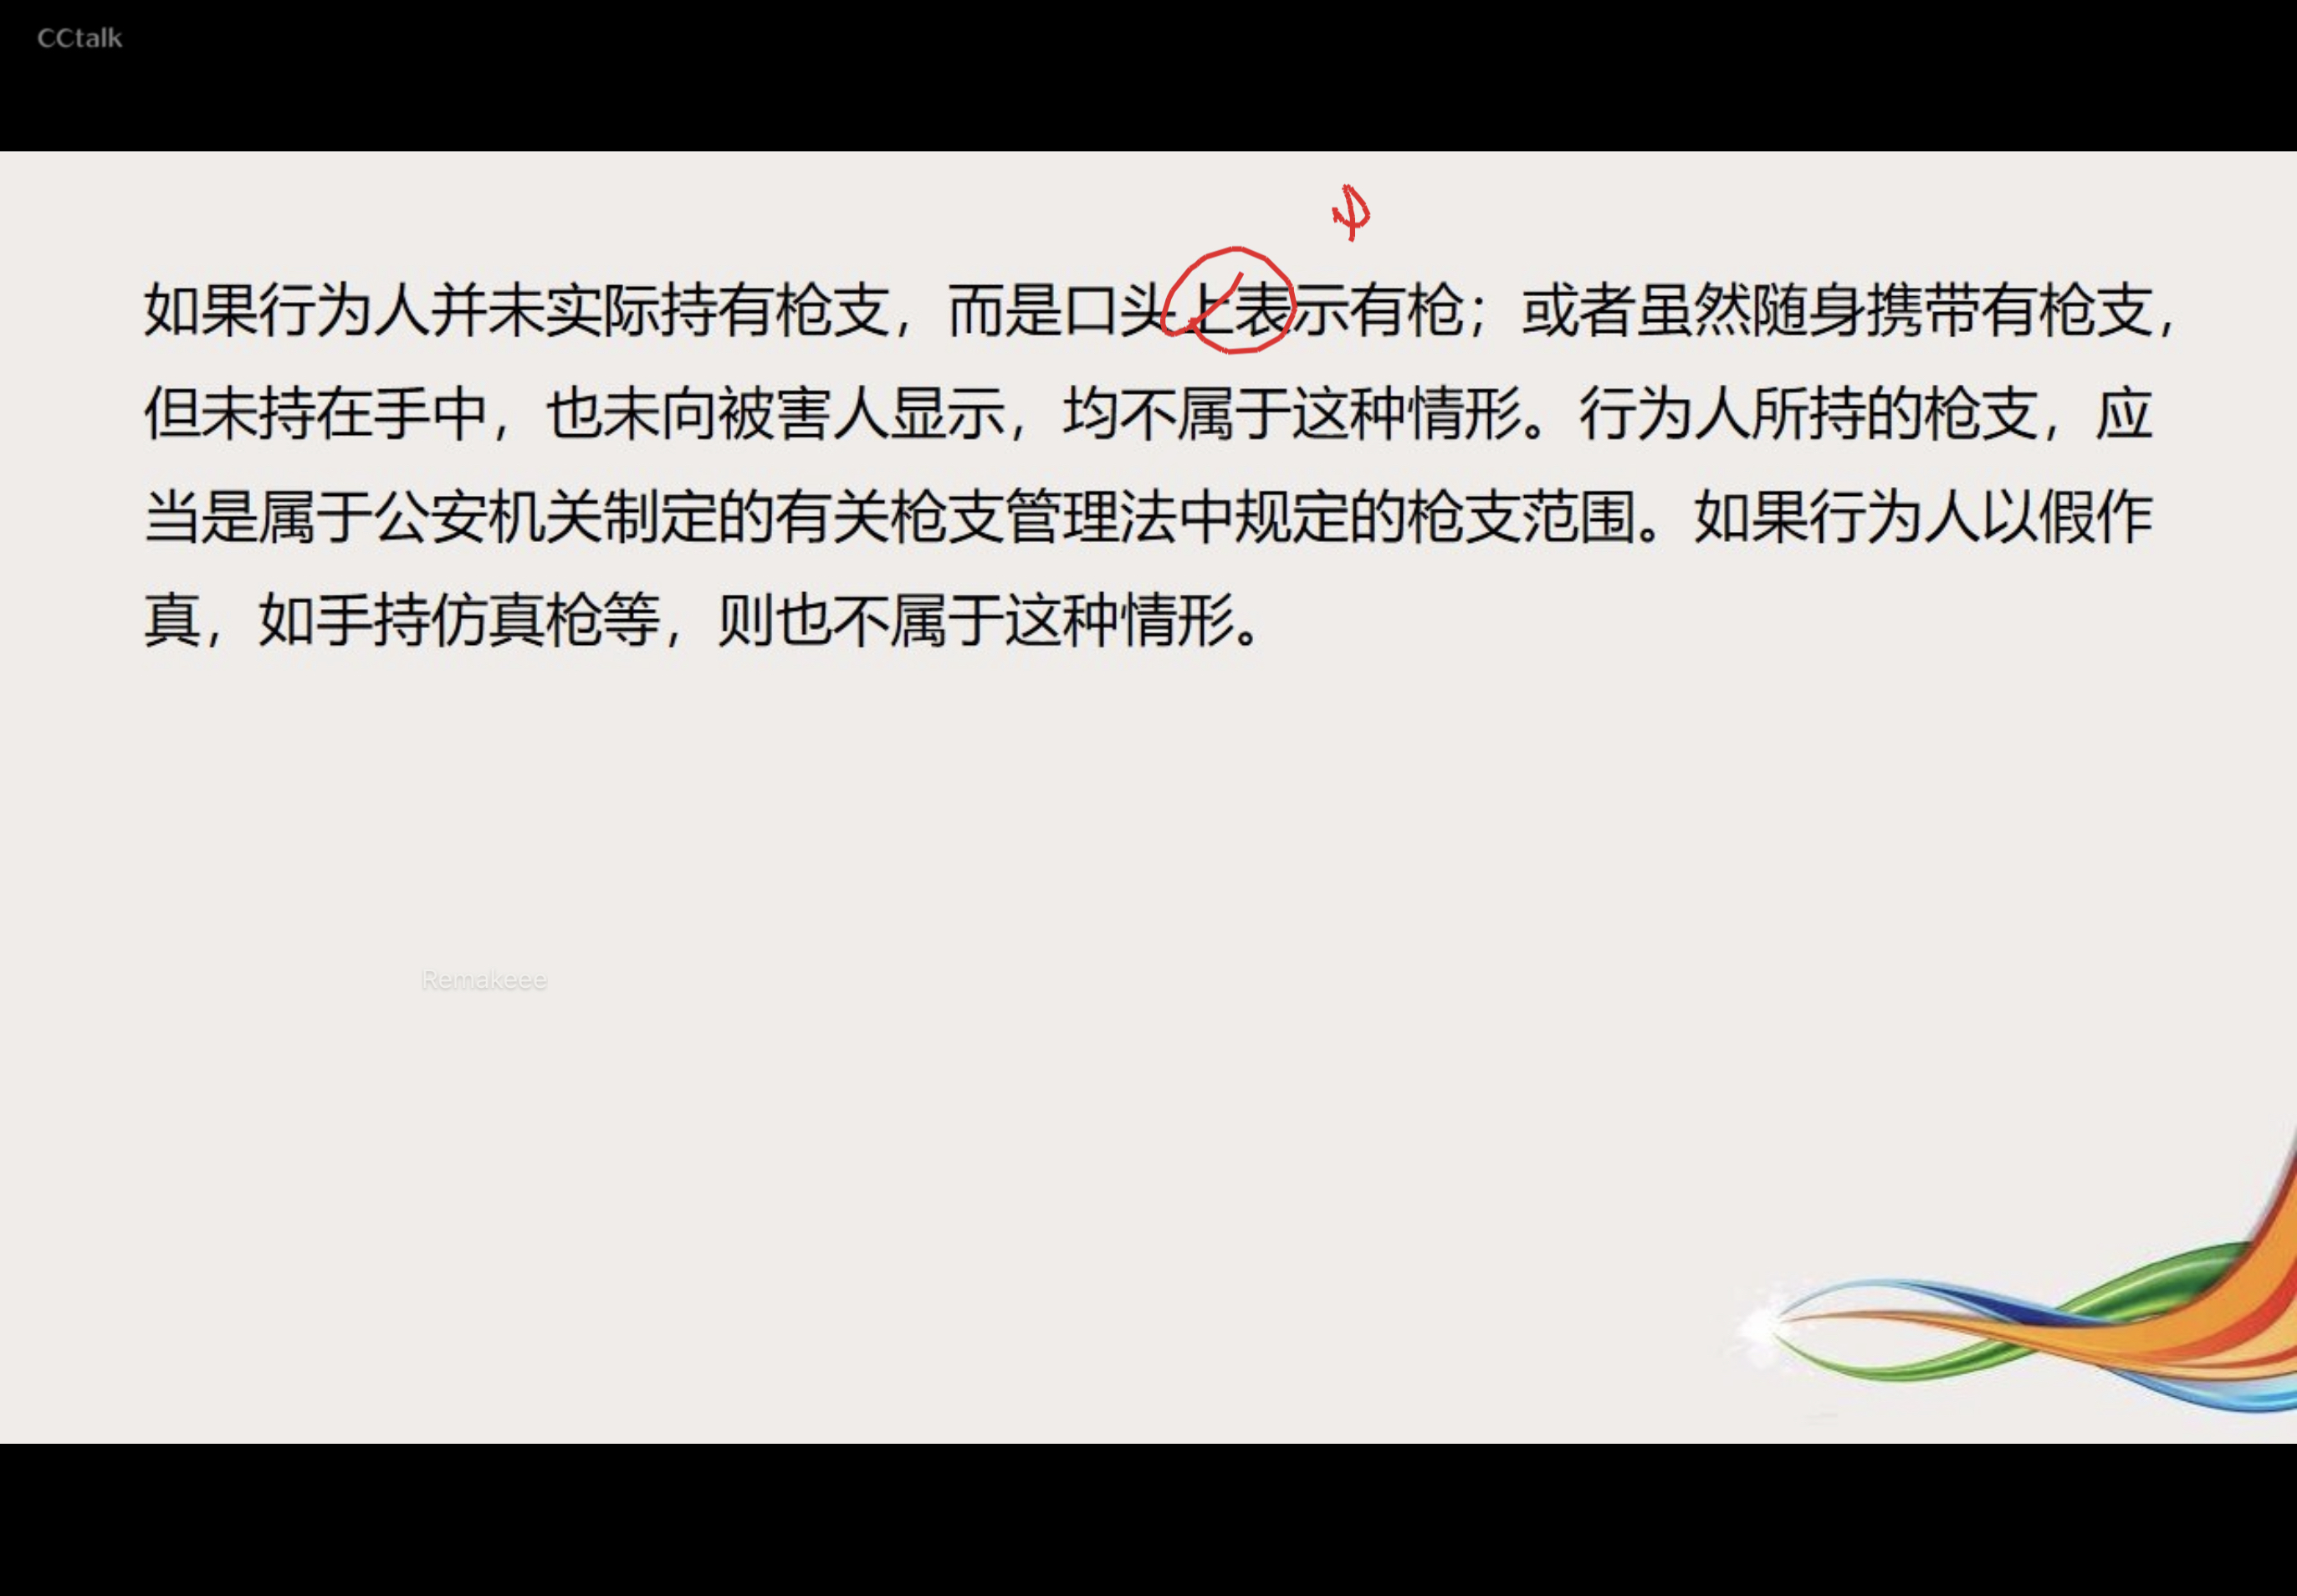 CCtalk
如果行为人并未实际持有枪支，而是口头上表示有枪；或者虽然随身携带有枪支，
但未持在手中，也未向被害人显示，均不属于这种情形。行为人所持的枪支，应
当是属于公安机关制定的有关枪支管理法中规定的枪支范围。如果行为人以假作
真，如手持仿真枪等，则也不属于这种情形。
Remakeee